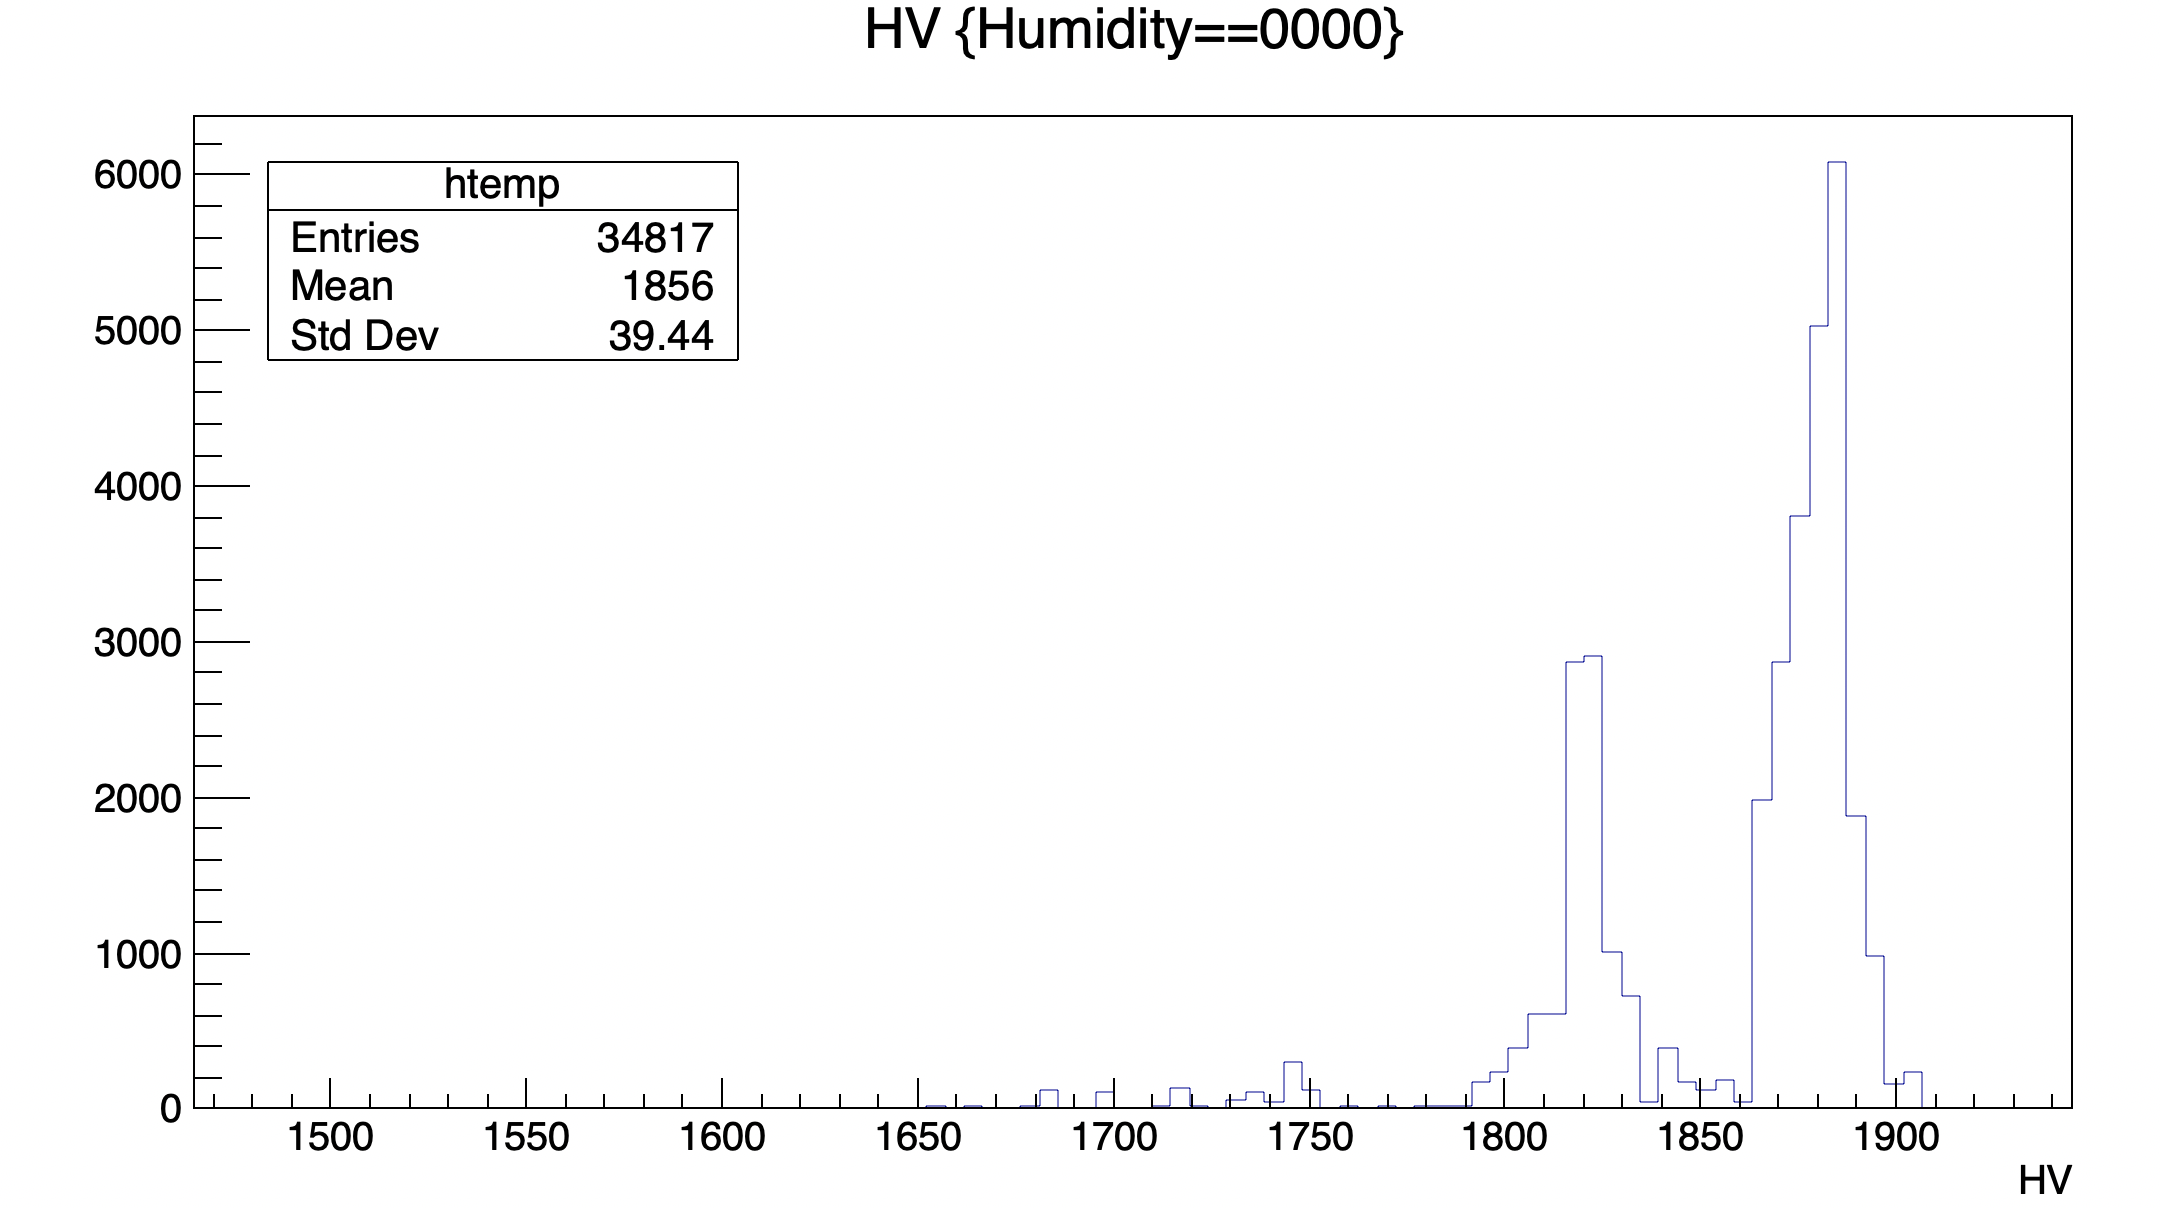 HV {Humidity==0000}
htemp
Entries 34817
Mean 1856
Std Dev 39.44
6000
5000
4000
3000
2000
1000
0
1500 1550 1600 1650 1700 1750 1800 1850 1900
HV